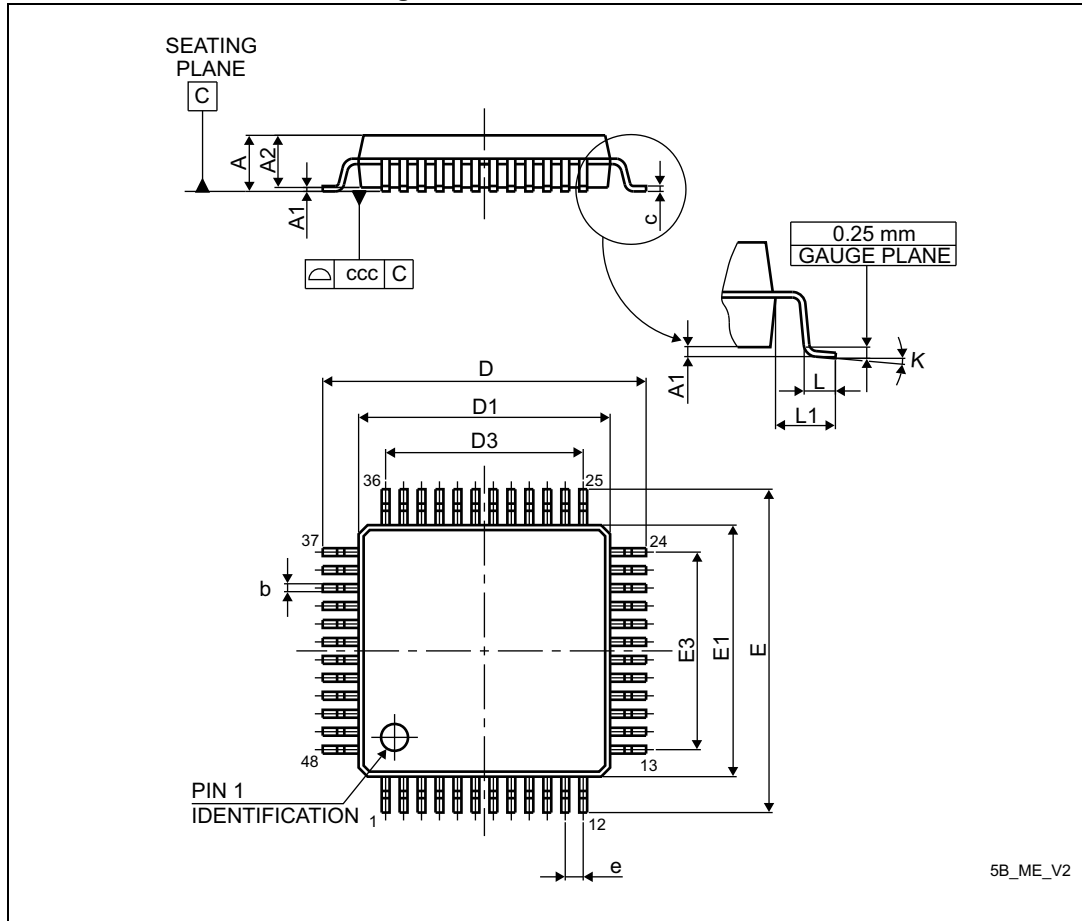 SEATING
PLANE
C
A
A2
A1
c
ccc C
0.25 mm
GAUGE PLANE
A1
K
L
L1
D
D1
D3
36
25
37
24
b
E3
E1
E
48
13
PIN 1
IDENTIFICATION
1
12
e
5B_ME_V2